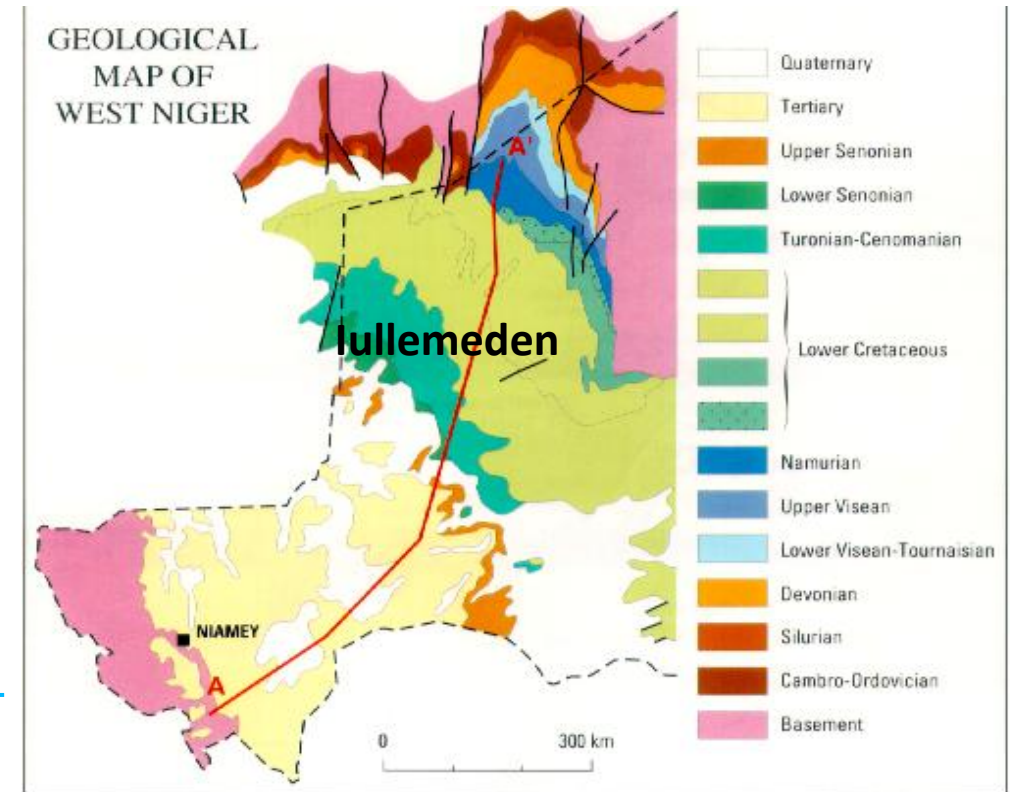 GEOLOGICAL
MAP OF
WEST NIGER
A'
Iullemeden
NIAMEY
A
0 300 km
Quaternary
Tertiary
Upper Senonian
Lower Senonian
Turonian-Cenomanian
Lower Cretaceous
Namurian
Upper Visean
Lower Visean-Tournaisian
Devonian
Silurian
Cambro-Ordovician
Basement